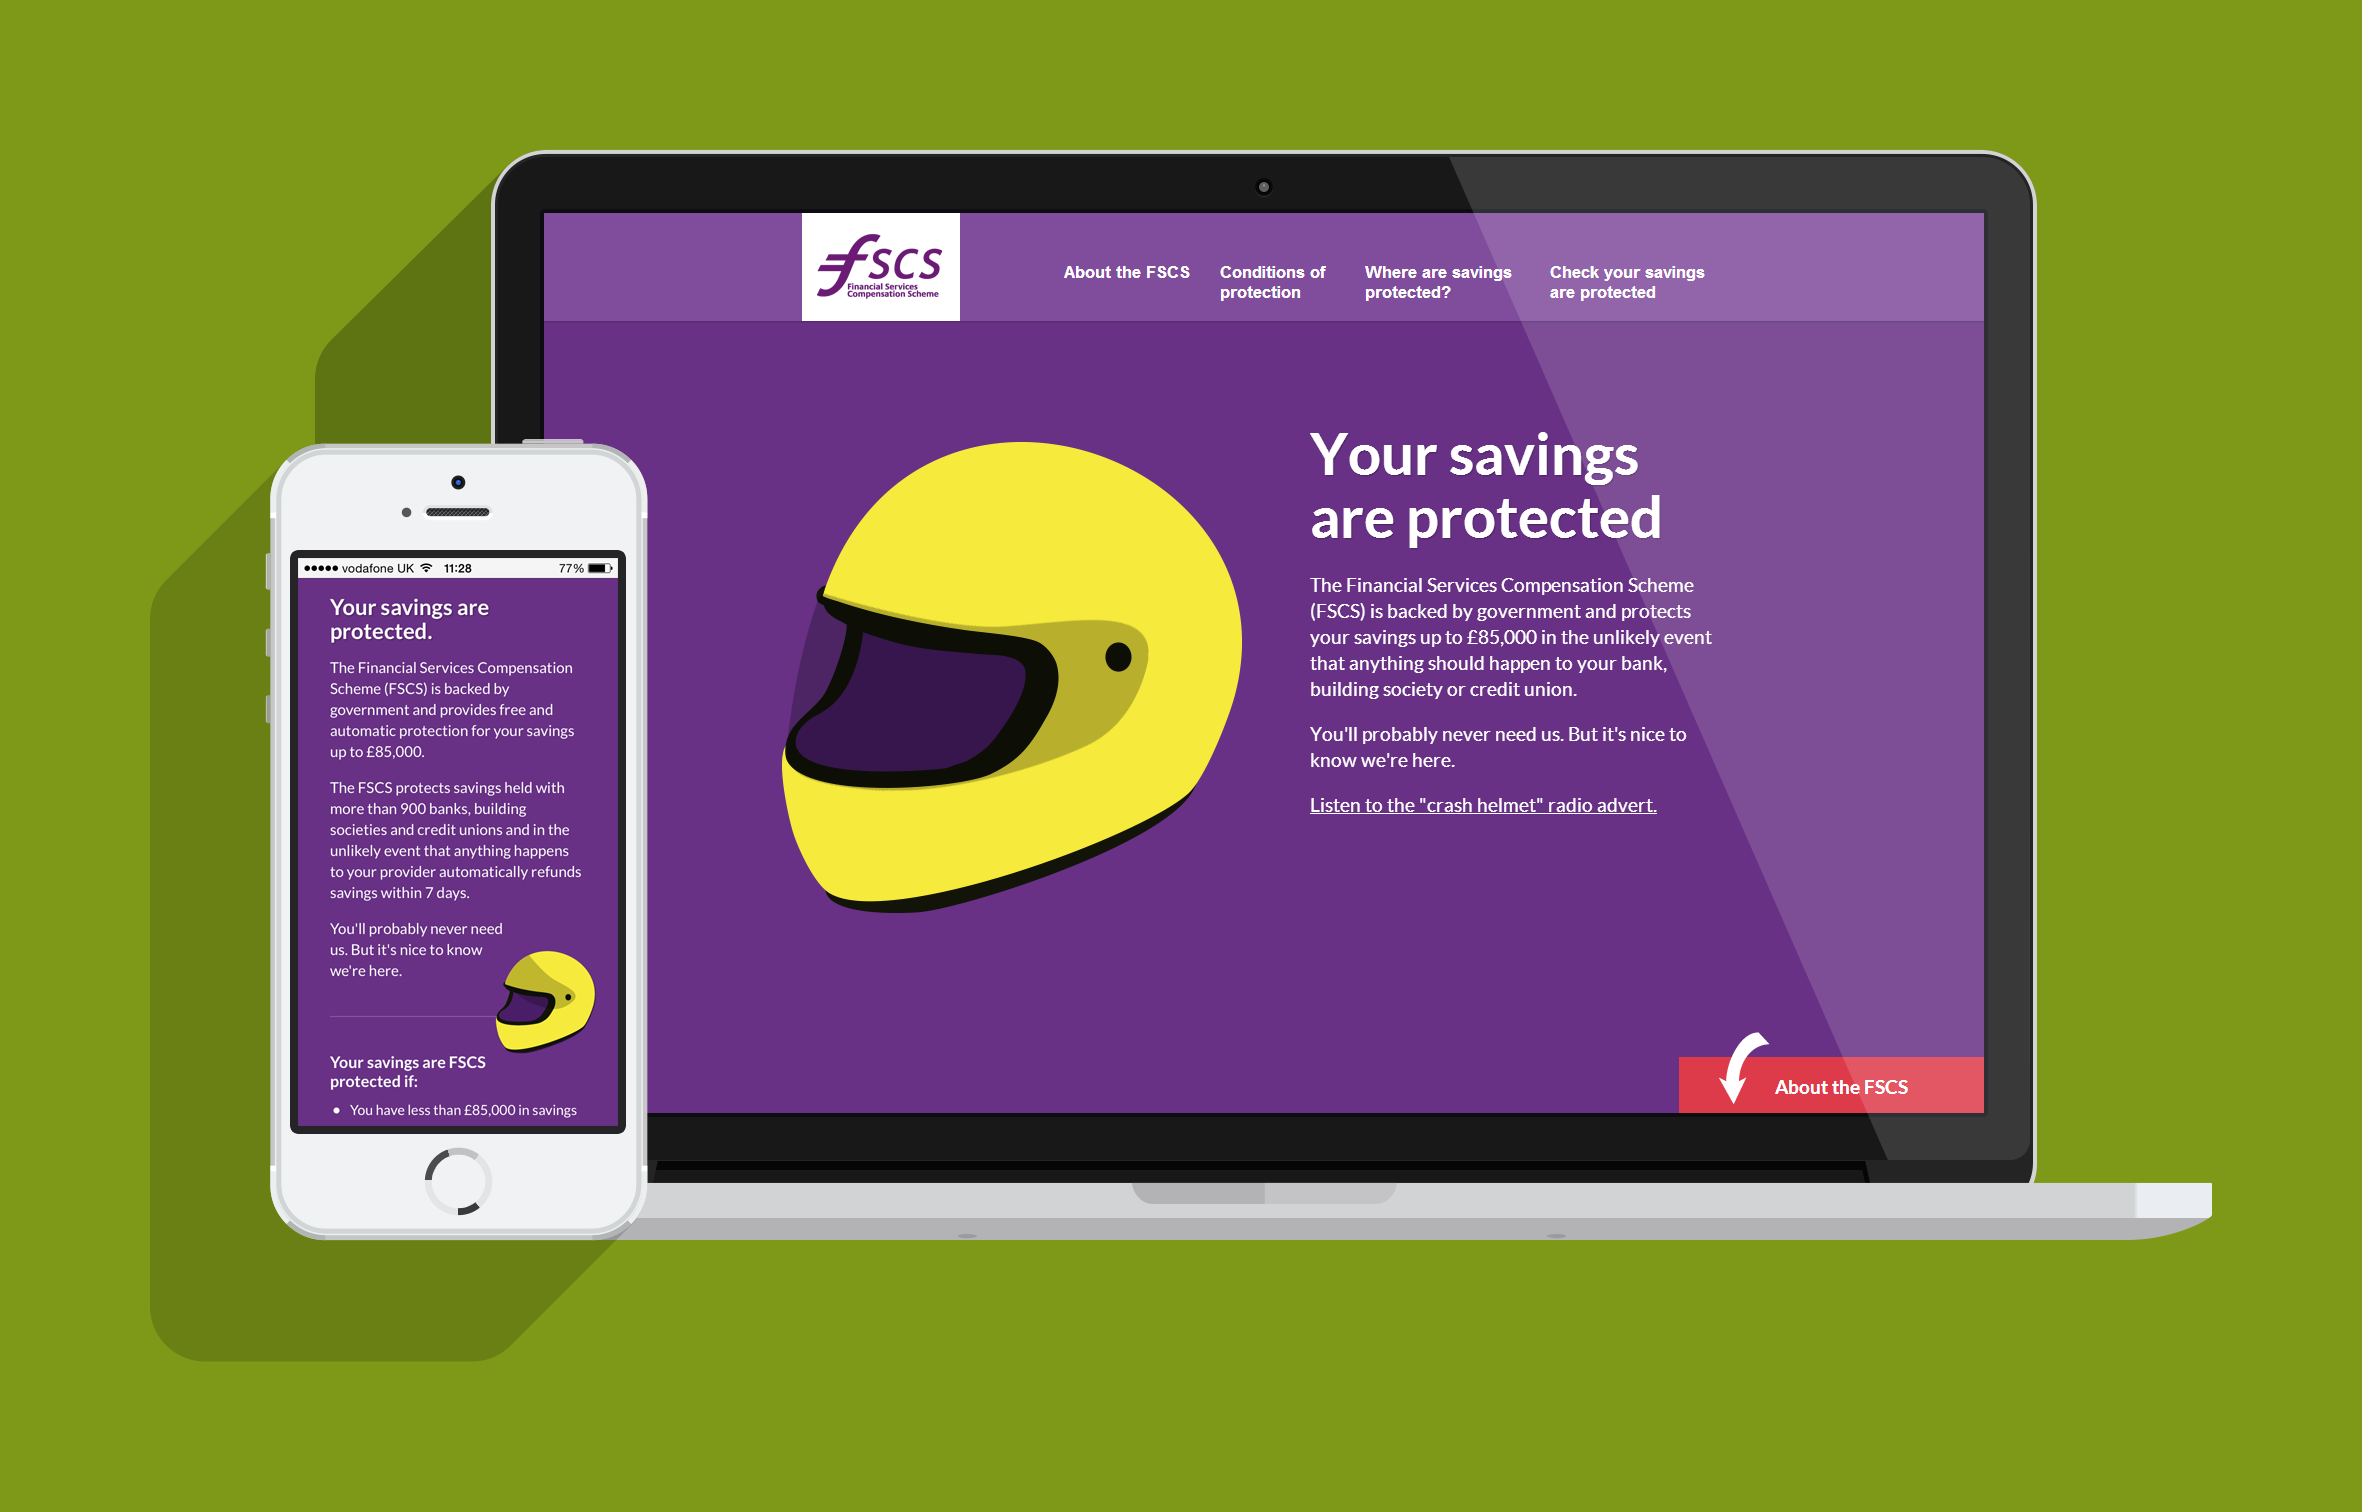 fscs
Financial Services
Compensation Scheme
About the FSCS
Conditions of
protection
Where are savings
protected?
Check your savings
are protected
Your savings
are protected
The Financial Services Compensation Scheme
(FSCS) is backed by government and protects
your savings up to £85,000 in the unlikely event
that anything should happen to your bank,
building society or credit union.
You'll probably never need us. But it's nice to
know we're here.
Listen to the "crash helmet" radio advert.
About the FSCS
vodafone UK 11:28 77%
Your savings are
protected.
The Financial Services Compensation
Scheme (FSCS) is backed by
government and provides free and
automatic protection for your savings
up to £85,000.
The FSCS protects savings held with
more than 900 banks, building
societies and credit unions and in the
unlikely event that anything happens
to your provider automatically refunds
savings within 7 days.
You'll probably never need
us. But it's nice to know
we're here.
Your savings are FSCS
protected if:
• You have less than £85,000 in savings